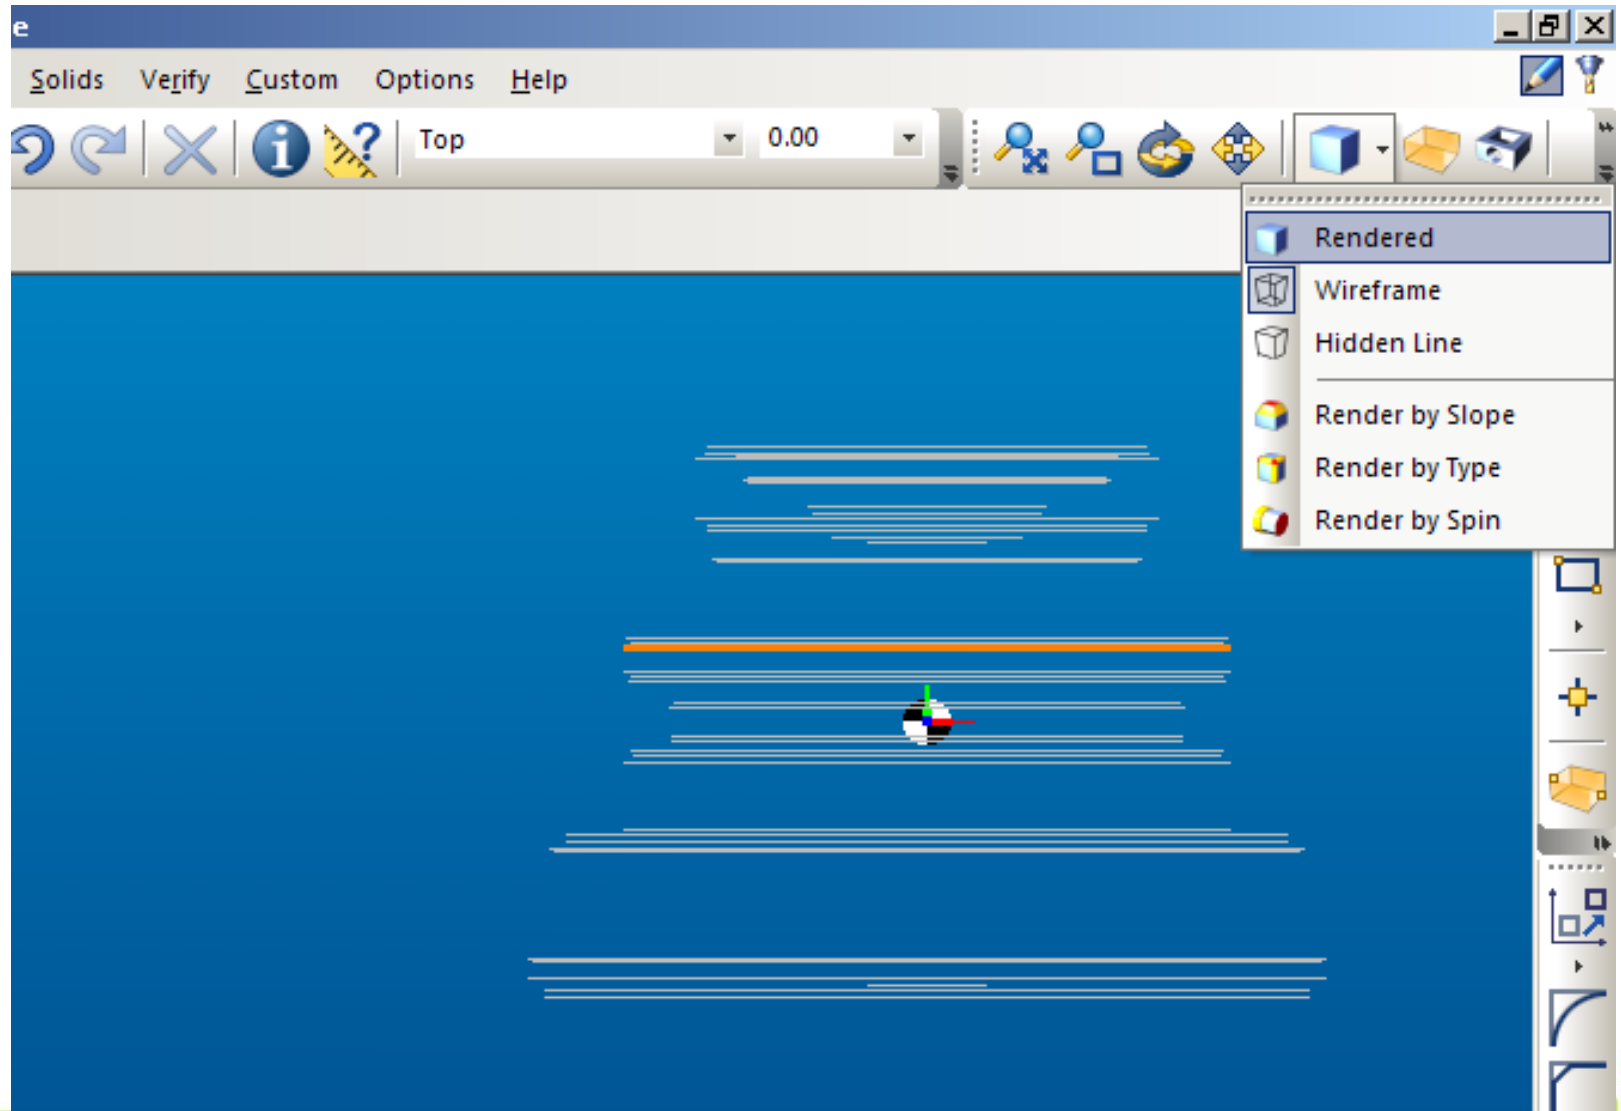 e
Solids Verify Custom Options Help
Top 0.00
Rendered
Wireframe
Hidden Line
Render by Slope
Render by Type
Render by Spin